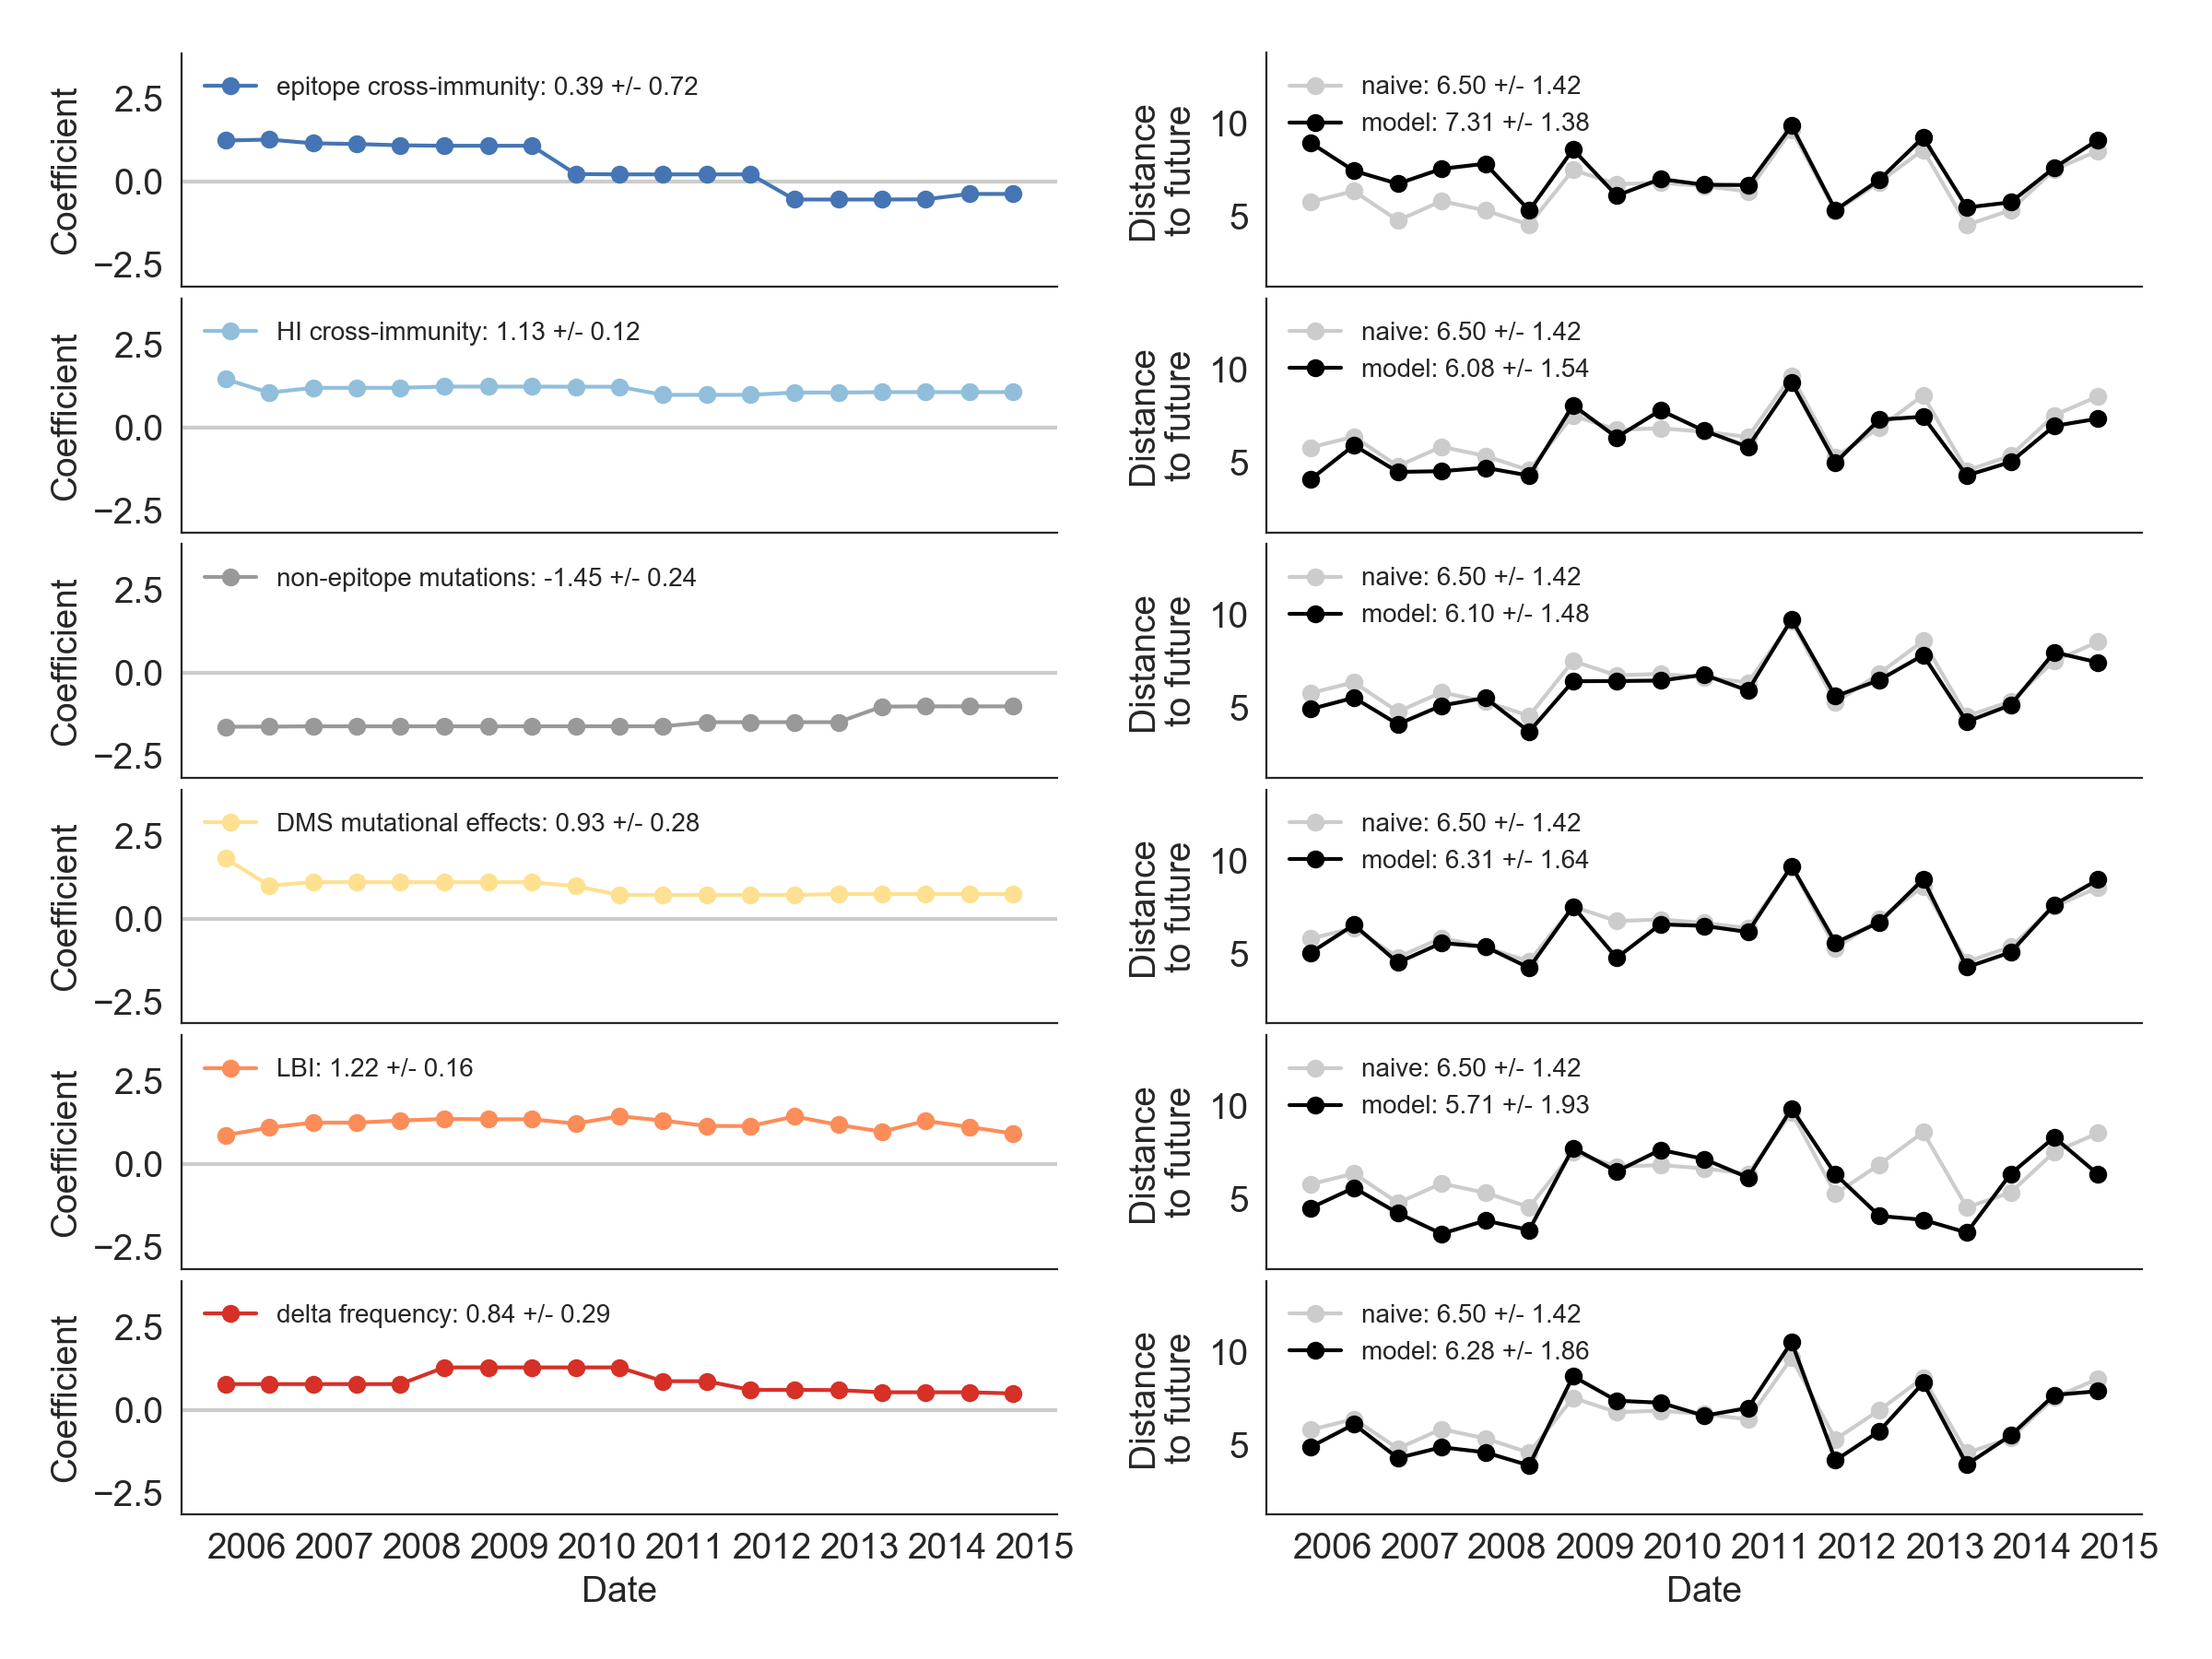 Coefficient
2.5
0.0
−2.5
epitope cross-immunity: 0.39 +/- 0.72
Distance
to future
10
5
naive: 6.50 +/- 1.42
model: 7.31 +/- 1.38
Coefficient
2.5
0.0
−2.5
HI cross-immunity: 1.13 +/- 0.12
Distance
to future
10
5
naive: 6.50 +/- 1.42
model: 6.08 +/- 1.54
Coefficient
2.5
0.0
−2.5
non-epitope mutations: -1.45 +/- 0.24
Distance
to future
10
5
naive: 6.50 +/- 1.42
model: 6.10 +/- 1.48
Coefficient
2.5
0.0
−2.5
DMS mutational effects: 0.93 +/- 0.28
Distance
to future
10
5
naive: 6.50 +/- 1.42
model: 6.31 +/- 1.64
Coefficient
2.5
0.0
−2.5
LBI: 1.22 +/- 0.16
Distance
to future
10
5
naive: 6.50 +/- 1.42
model: 5.71 +/- 1.93
Coefficient
2.5
0.0
−2.5
delta frequency: 0.84 +/- 0.29
Distance
to future
10
5
naive: 6.50 +/- 1.42
model: 6.28 +/- 1.86
2006 2007 2008 2009 2010 2011 2012 2013 2014 2015
Date
2006 2007 2008 2009 2010 2011 2012 2013 2014 2015
Date